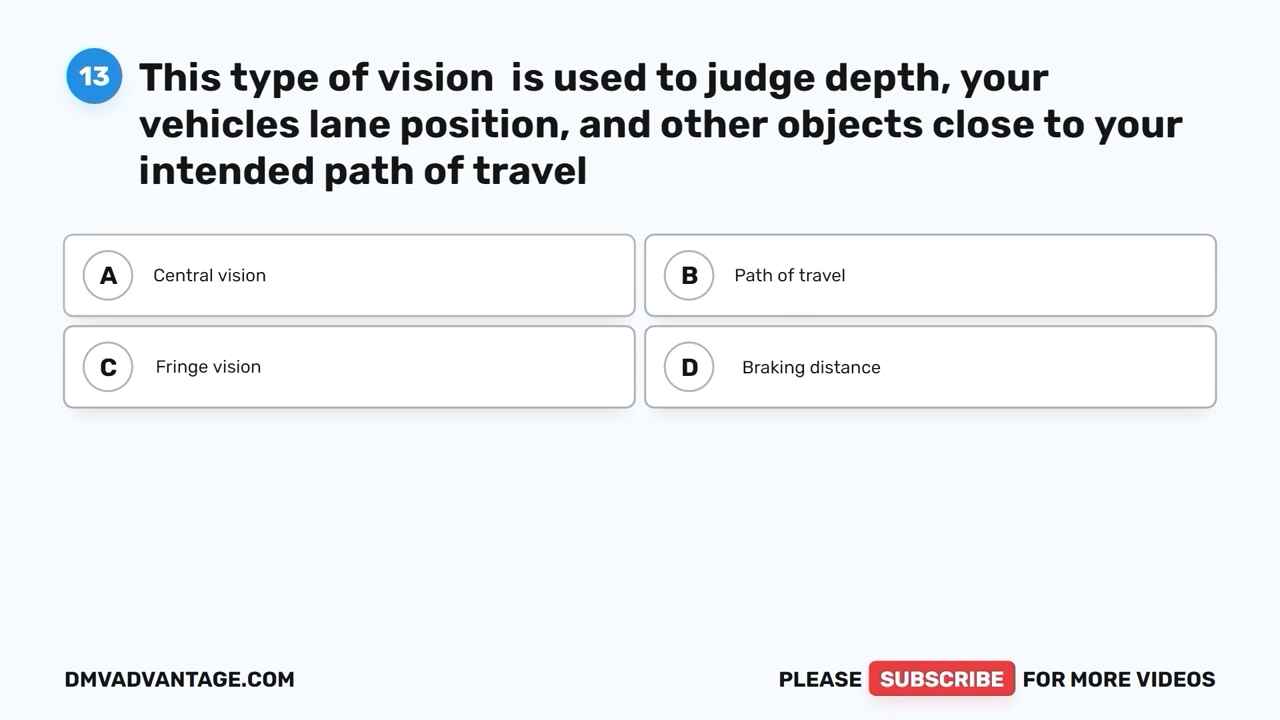 13
This type of vision  is used to judge depth, your
vehicles lane position, and other objects close to your
intended path of travel
A Central vision
B Path of travel
C Fringe vision
D Braking distance
DMVADVANTAGE.COM
PLEASE SUBSCRIBE FOR MORE VIDEOS